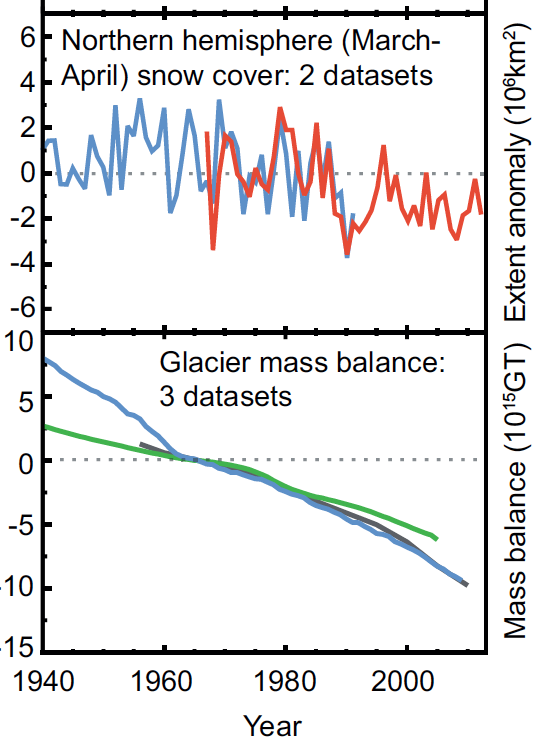 Northern hemisphere (March-
April) snow cover: 2 datasets
6
4
2
0
-2
-4
-6
Extent anomaly (10⁶km²)
Glacier mass balance:
3 datasets
10
5
0
-5
-10
-15
Mass balance (10¹⁵GT)
1940 1960 1980 2000
Year